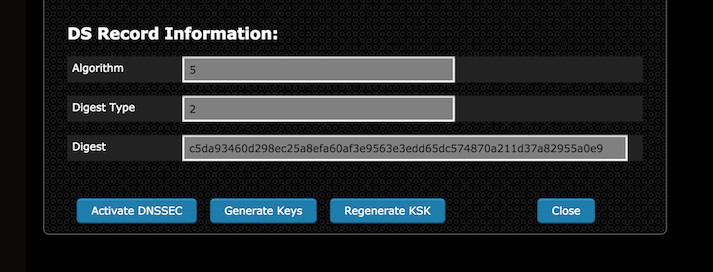 DS Record Information:
Algorithm 5
Digest Type 2
Digest c5da93460d298ec25a8efa60af3e9563e3edd65dc574870a211d37a82955a0e9
Activate DNSSEC Generate Keys Regenerate KSK Close